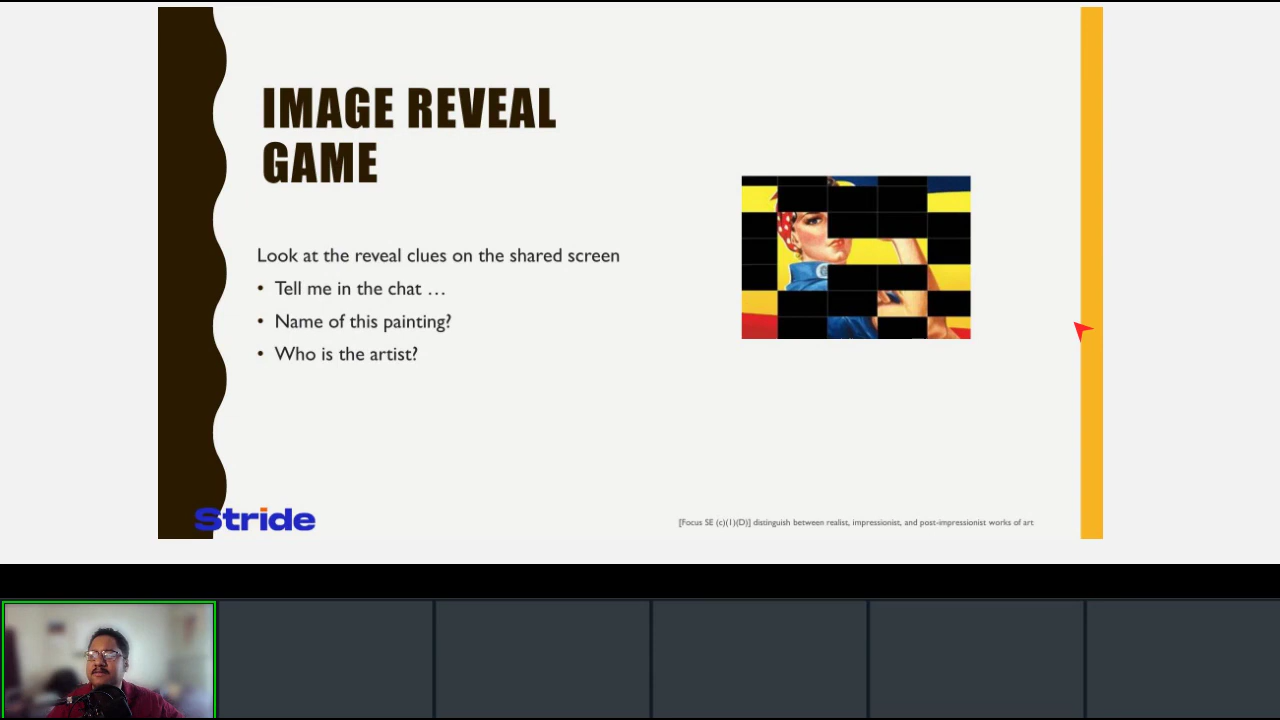 IMAGE REVEAL
GAME
Look at the reveal clues on the shared screen
• Tell me in the chat …
• Name of this painting?
• Who is the artist?
Stride
[Focus SE (c)(1)(D)] distinguish between realist, impressionist, and post-impressionist works of art